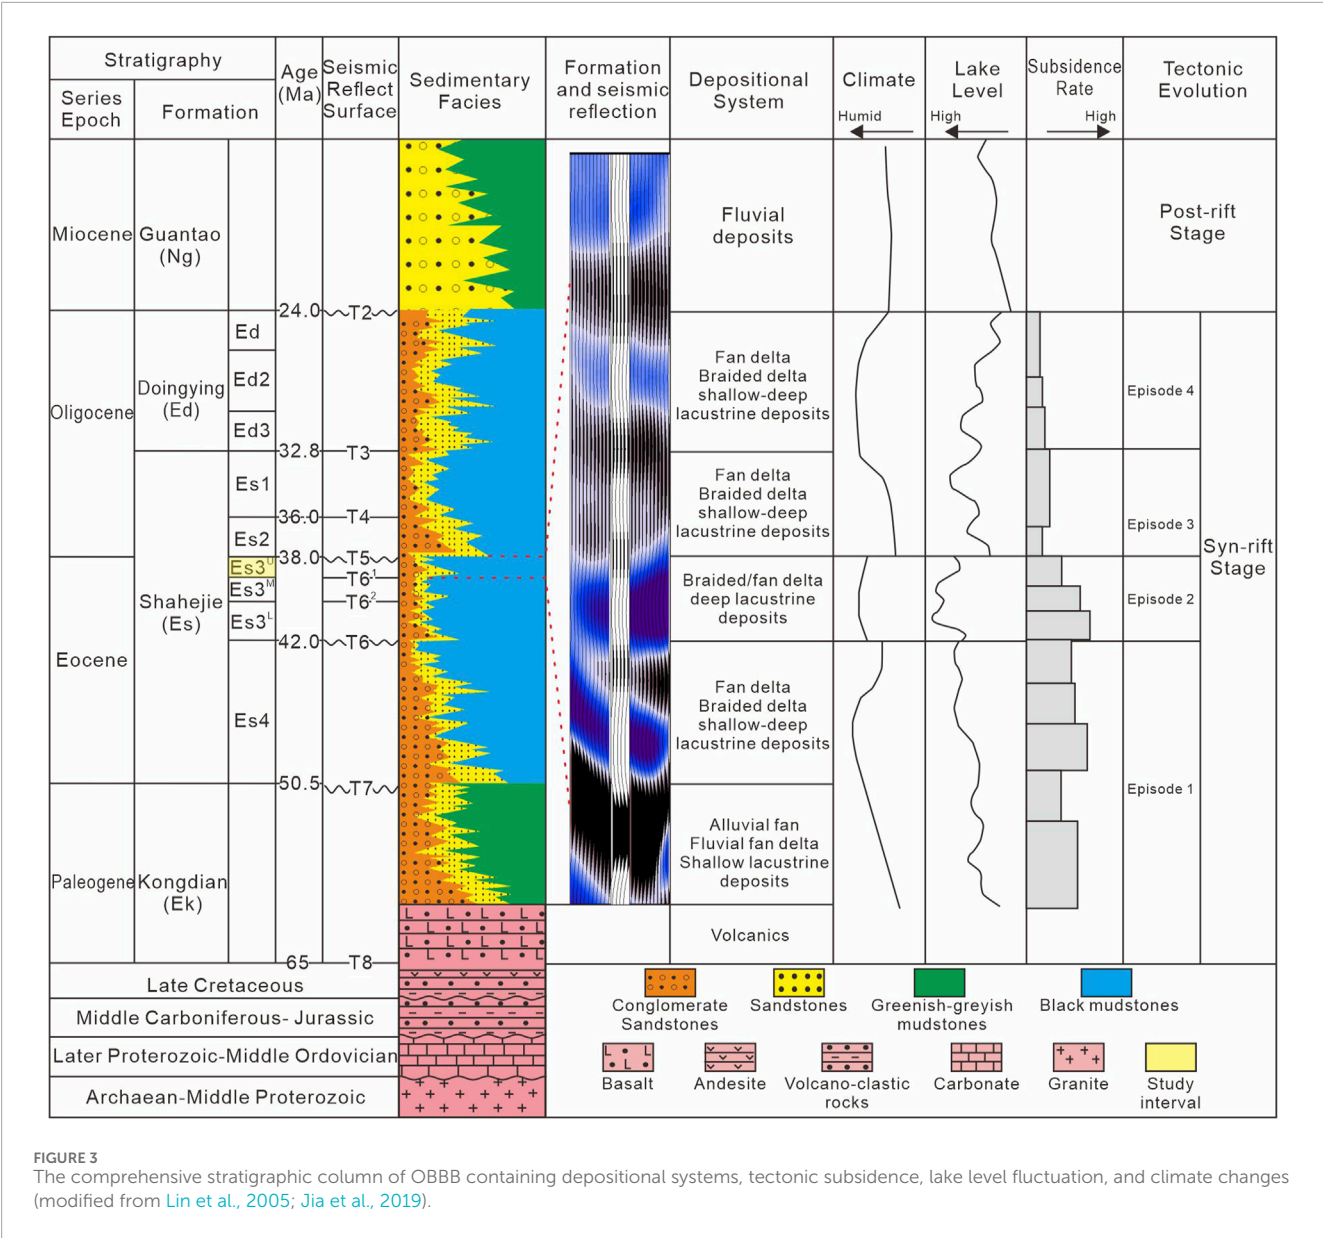 Stratigraphy
Series
Epoch
Formation
Age
(Ma)
Seismic
Reflect
Surface
Sedimentary
Facies
Formation
and seismic
reflection
Depositional
System
Climate
Humid
Lake
Level
High
Subsidence
Rate
High
Tectonic
Evolution
Miocene
Guantao
(Ng)
Fluvial
deposits
Post-rift
Stage
24.0
T2
Oligocene
Doingying
(Ed)
Ed
Ed2
Ed3
Fan delta
Braided delta
shallow-deep
lacustrine deposits
Episode 4
32.8
T3
Es1
36.0
T4
Es2
Fan delta
Braided delta
shallow-deep
lacustrine deposits
Episode 3
Syn-rift
Stage
38.0
T5
Eocene
Shahejie
(Es)
Es3U
T61
Es3M
T62
Es3L
Braided/fan delta
deep lacustrine
deposits
Episode 2
42.0
T6
Es4
Fan delta
Braided delta
shallow-deep
lacustrine deposits
Episode 1
50.5
T7
Paleogene
Kongdian
(Ek)
Alluvial fan
Fluvial fan delta
Shallow lacustrine
deposits
Volcanics
65
T8
Late Cretaceous
Middle Carboniferous- Jurassic
Later Proterozoic-Middle Ordovician
Archaean-Middle Proterozoic
Conglomerate
Sandstones
Sandstones
Greenish-greyish
mudstones
Black mudstones
Basalt
Andesite
Volcano-clastic
rocks
Carbonate
Granite
Study
interval
FIGURE 3
The comprehensive stratigraphic column of OBBB containing depositional systems, tectonic subsidence, lake level fluctuation, and climate changes
(modified from Lin et al., 2005; Jia et al., 2019).